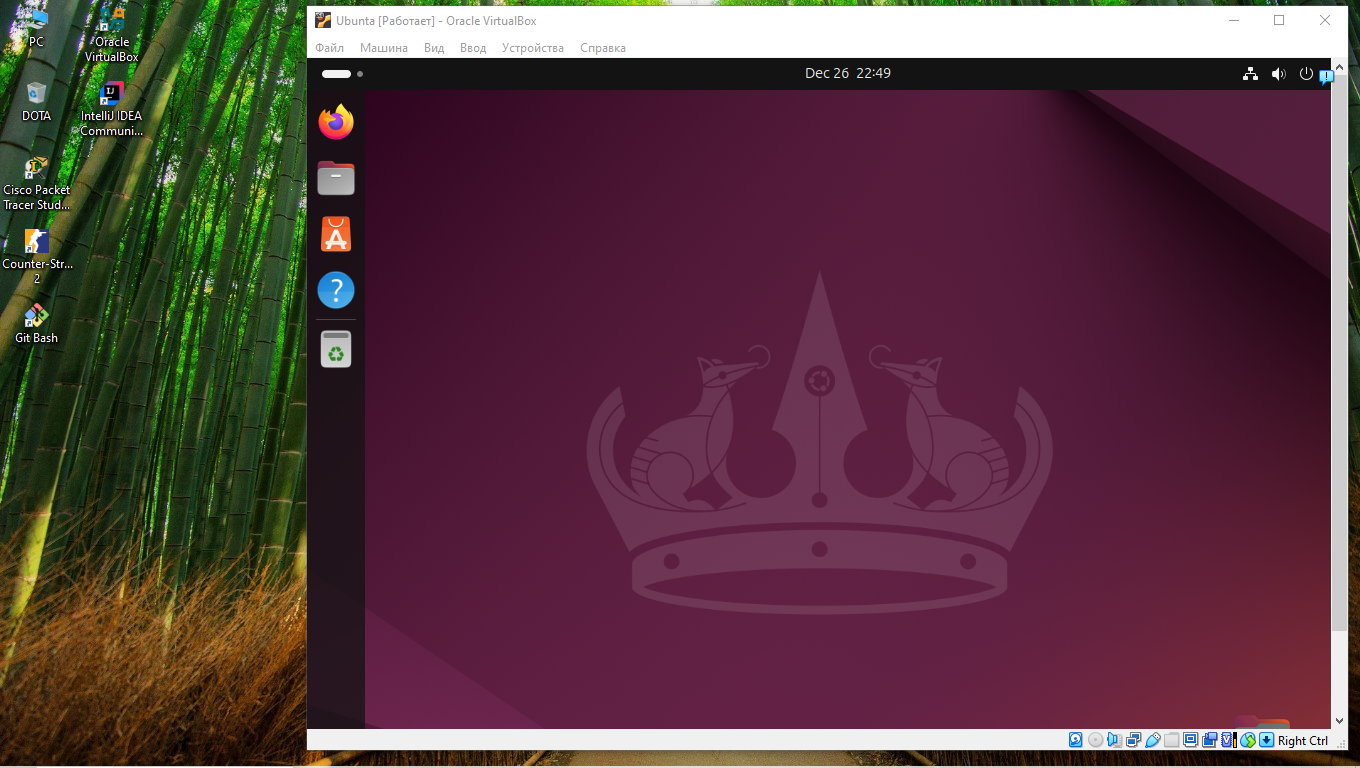 PC
Oracle
VirtualBox
DOTA
IntelliJ IDEA
Communi...
Cisco Packet
Tracer Stud...
Counter-Str...
2
Git Bash
Ubunta [Работает] - Oracle VirtualBox
Файл Машина Вид Ввод Устройства Справка
Dec 26 22:49
Right Ctrl